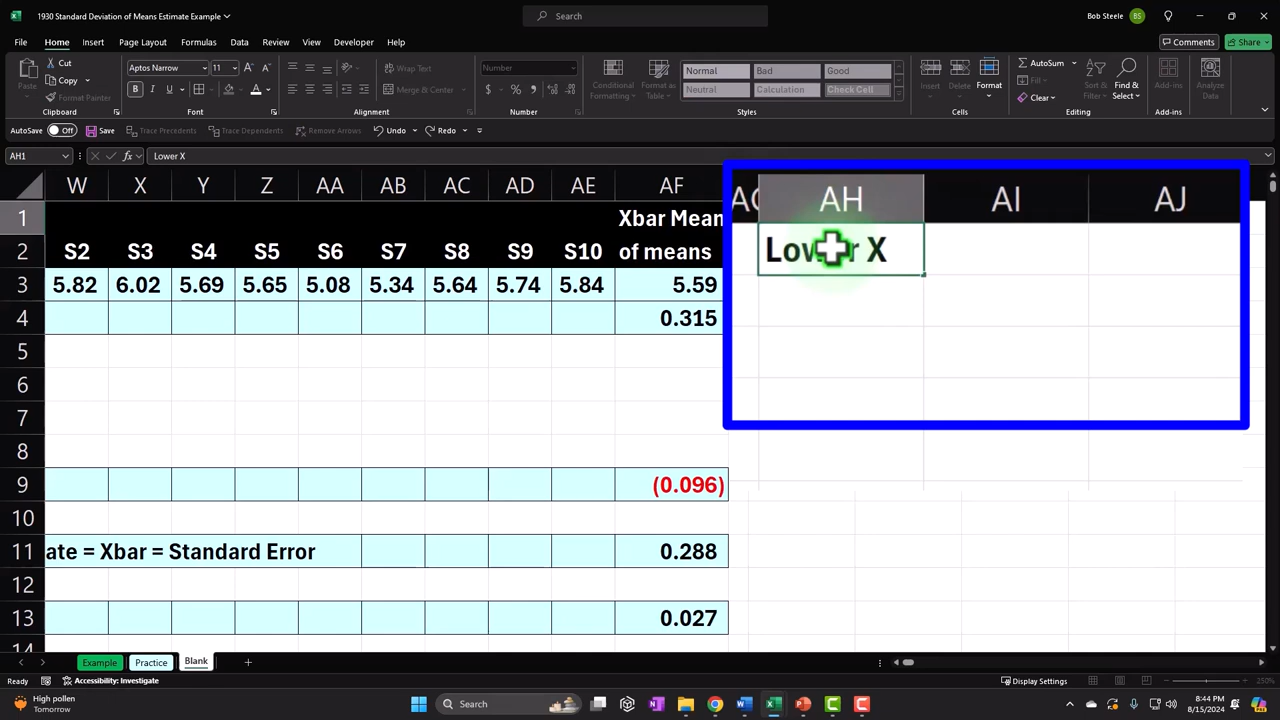 1930 Standard Deviation of Means Estimate Example
Search
Bob Steele
BS
File Home Insert Page Layout Formulas Data Review View Developer Help
Comments
Share
Paste
Cut
Copy
Format Painter
Clipboard
Aptos Narrow
11
B I U
Font
Wrap Text
Merge & Center
Alignment
Number
Number
Conditional Formatting
Format as Table
Normal
Bad
Good
Neutral
Calculation
Check Cell
Styles
Insert
Delete
Format
Cells
AutoSum
Clear
Sort & Filter
Find & Select
Editing
Add-ins
Add-ins
Analyze Data
AutoSave
Off
Save
Trace Precedents
Trace Dependents
Remove Arrows
Undo
Redo
AH1
fx
Lower X
W X Y Z AA AB AC AD AE AF AH AI AJ
1 Xbar Mean Lower X
2 S2 S3 S4 S5 S6 S7 S8 S9 S10 of means
3 5.82 6.02 5.69 5.65 5.08 5.34 5.64 5.74 5.84 5.59
4 0.315
5
6
7
8
9 (0.096)
10
11 ate = Xbar = Standard Error 0.288
12
13 0.027
14
Example Practice Blank
Ready
Accessibility: Investigate
Display Settings
250%
High pollen
Tomorrow
Search
8:44 PM
8/15/2024